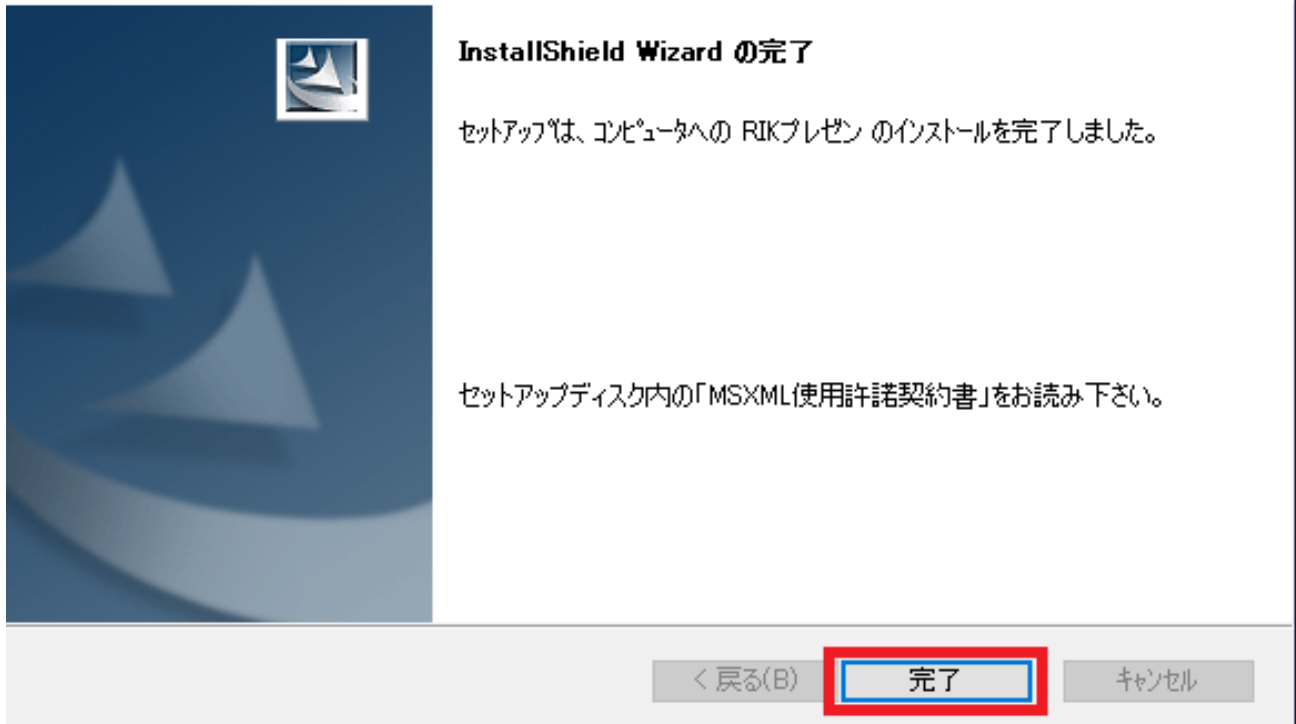 InstallShield Wizard の完了
セットアップは、コンピュータへの RIKプレゼン のインストールを完了しました。
セットアップディスク内の「MSXML使用許諾契約書」をお読み下さい。
< 戻る(B)
完了
キャンセル